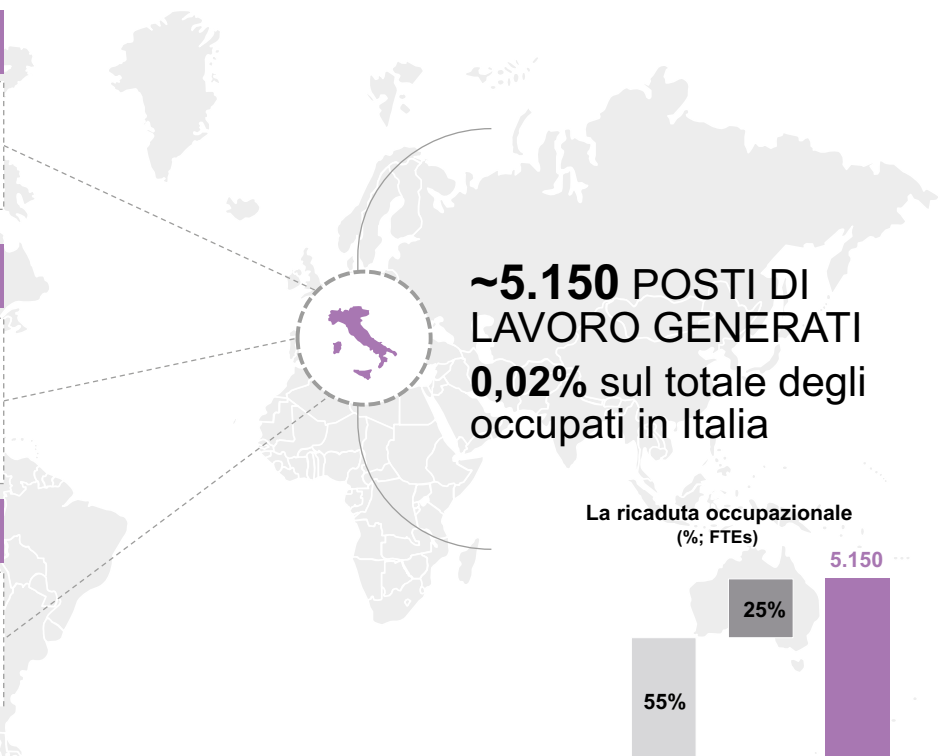 ~5.150 POSTI DI
LAVORO GENERATI
0,02% sul totale degli
occupati in Italia
La ricaduta occupazionale
(%; FTEs)
5.150
25%
55%